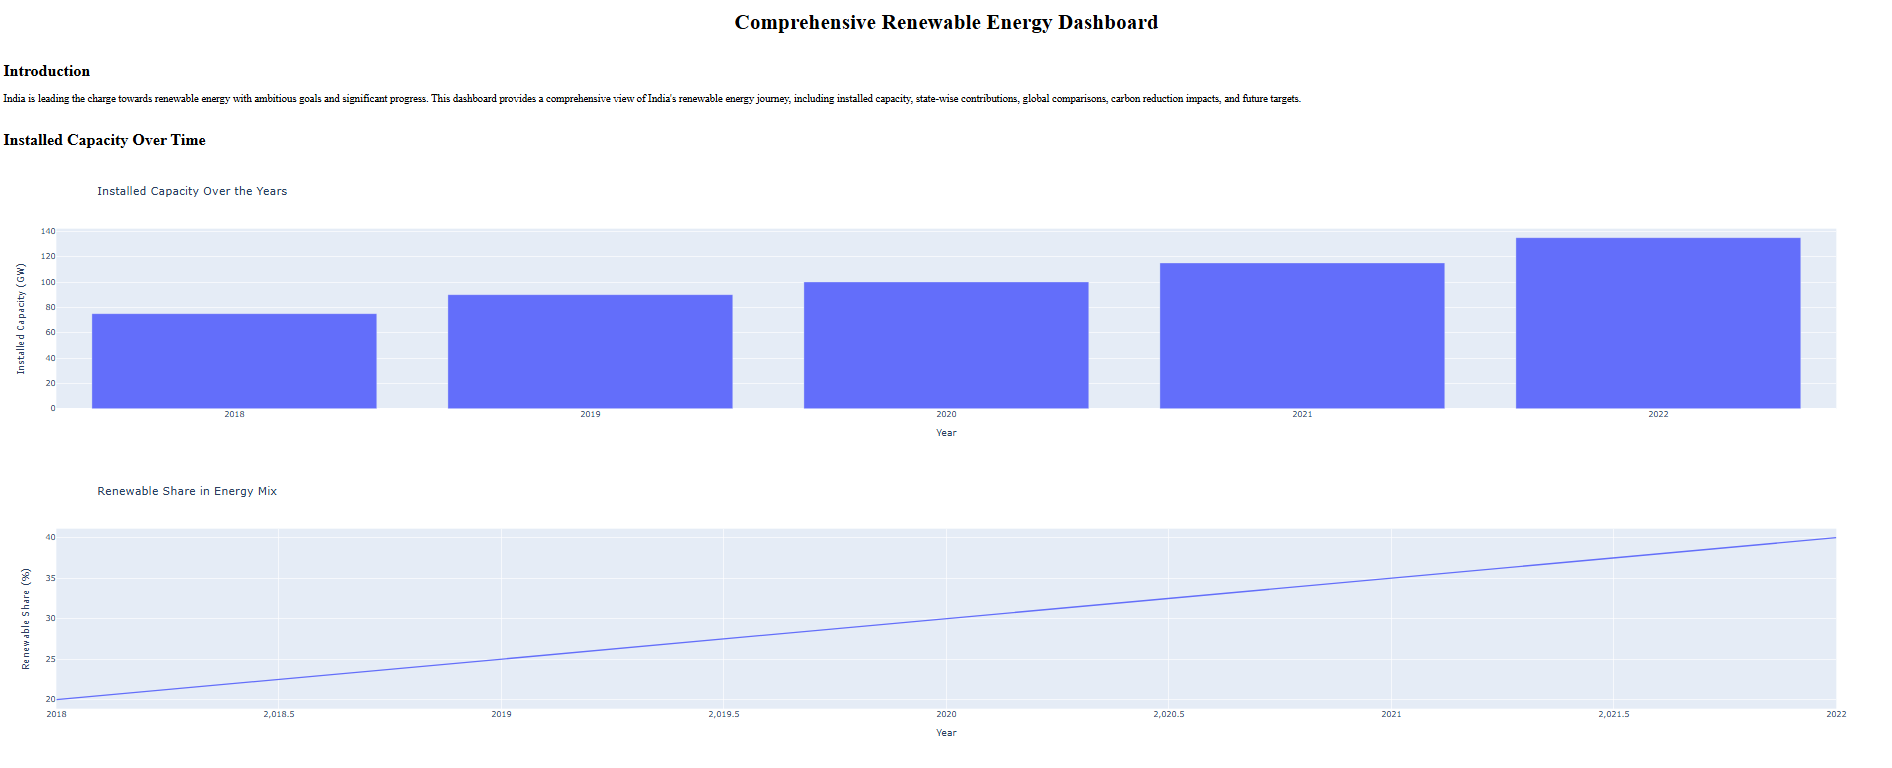 Comprehensive Renewable Energy Dashboard
Introduction
India is leading the charge towards renewable energy with ambitious goals and significant progress. This dashboard provides a comprehensive view of India's renewable energy journey, including installed capacity, state-wise contributions, global comparisons, carbon reduction impacts, and future targets.
Installed Capacity Over Time
Installed Capacity Over the Years
Installed Capacity (GW)
140
120
100
80
60
40
20
0
2018 2019 2020 2021 2022
Year
Renewable Share in Energy Mix
Renewable Share (%)
40
35
30
25
20
2018 2,018.5 2019 2,019.5 2020 2,020.5 2021 2,021.5 2022
Year